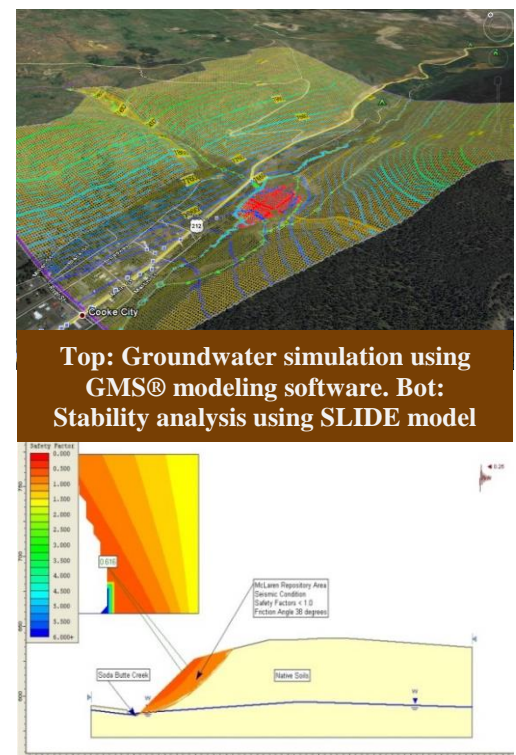 212
Cooke City
Top: Groundwater simulation using
GMS® modeling software. Bot:
Stability analysis using SLIDE model
Safety Factor
0.000
0.500
1.000
1.500
2.000
2.500
3.000
3.500
4.000
4.500
5.000
5.500
6.000+
0.616
McLaren Repository Area
Seismic Condition
Safety Factors < 1.0
Friction Angle 38 degrees
Soda Butte Creek
Native Soils
W
W